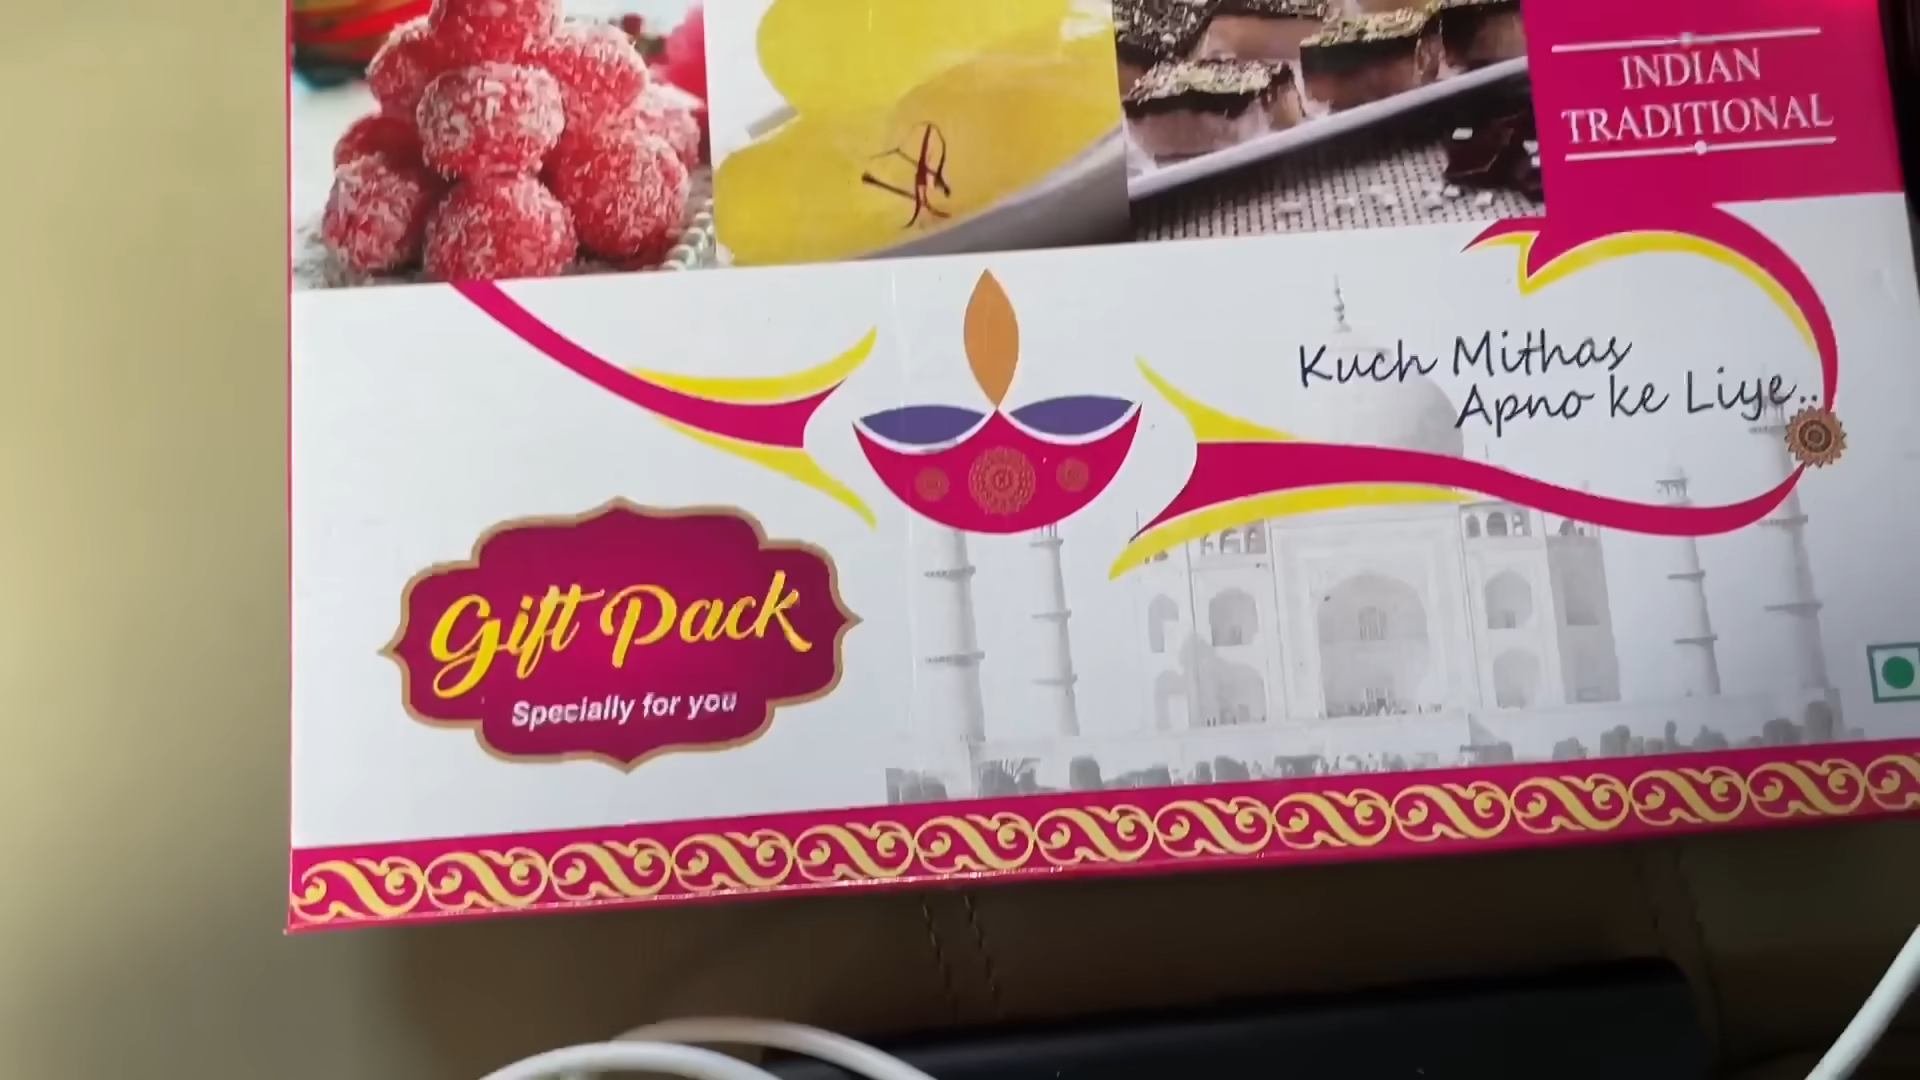 INDIAN
TRADITIONAL
Kuch Mithas
Apno ke Liye..
Gift Pack
Specially for you